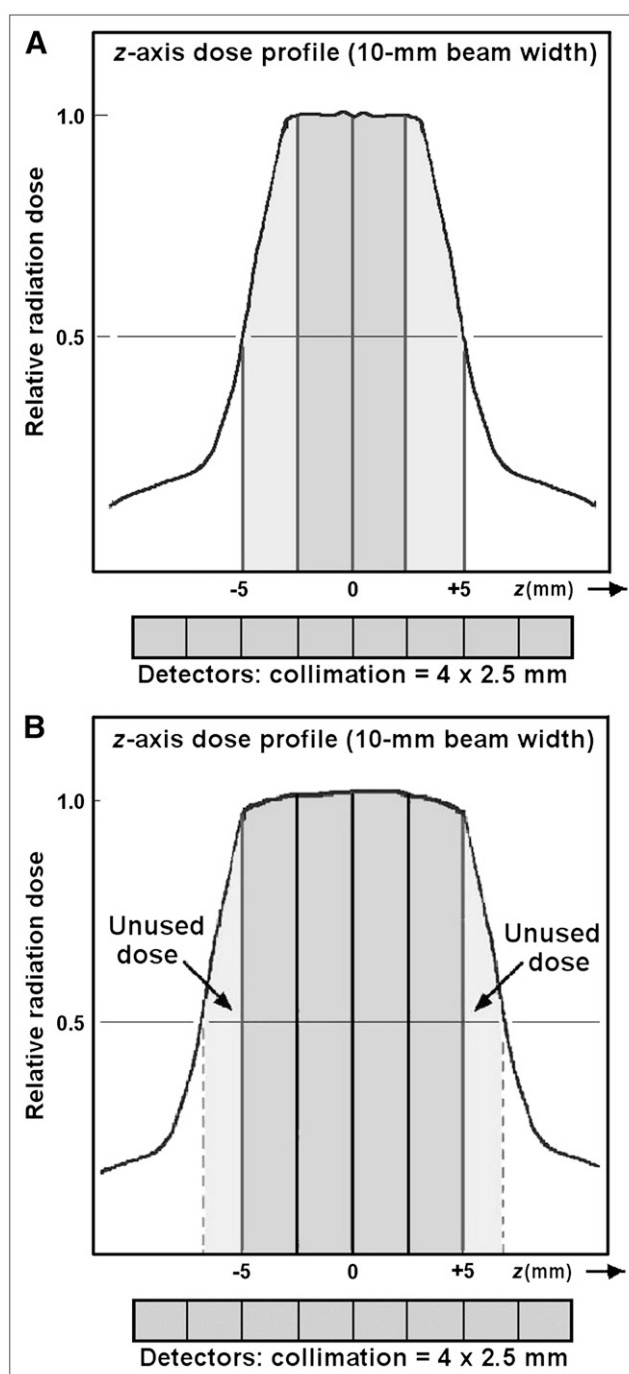 A
z-axis dose profile (10-mm beam width)
1.0
0.5
Relative radiation dose
-5 0 +5 z(mm)
Detectors: collimation = 4 x 2.5 mm
B
z-axis dose profile (10-mm beam width)
1.0
Unused
dose
Unused
dose
0.5
Relative radiation dose
-5 0 +5 z(mm)
Detectors: collimation = 4 x 2.5 mm